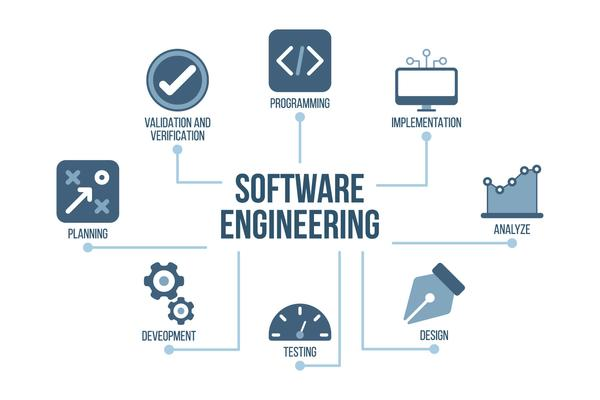 PROGRAMMING
VALIDATION AND
VERIFICATION
IMPLEMENTATION
SOFTWARE
ENGINEERING
PLANNING
ANALYZE
DEVEOPMENT
TESTING
DESIGN